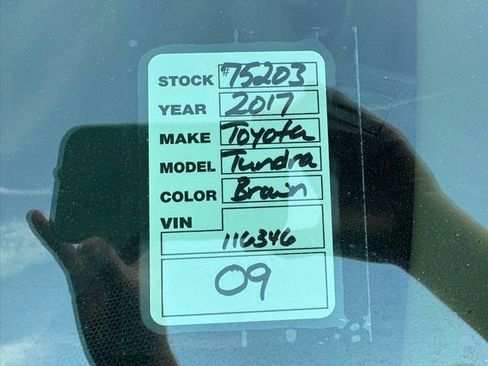 STOCK #75203
YEAR 2017
MAKE Toyota
MODEL Tundra
COLOR Brown
VIN
116346
09